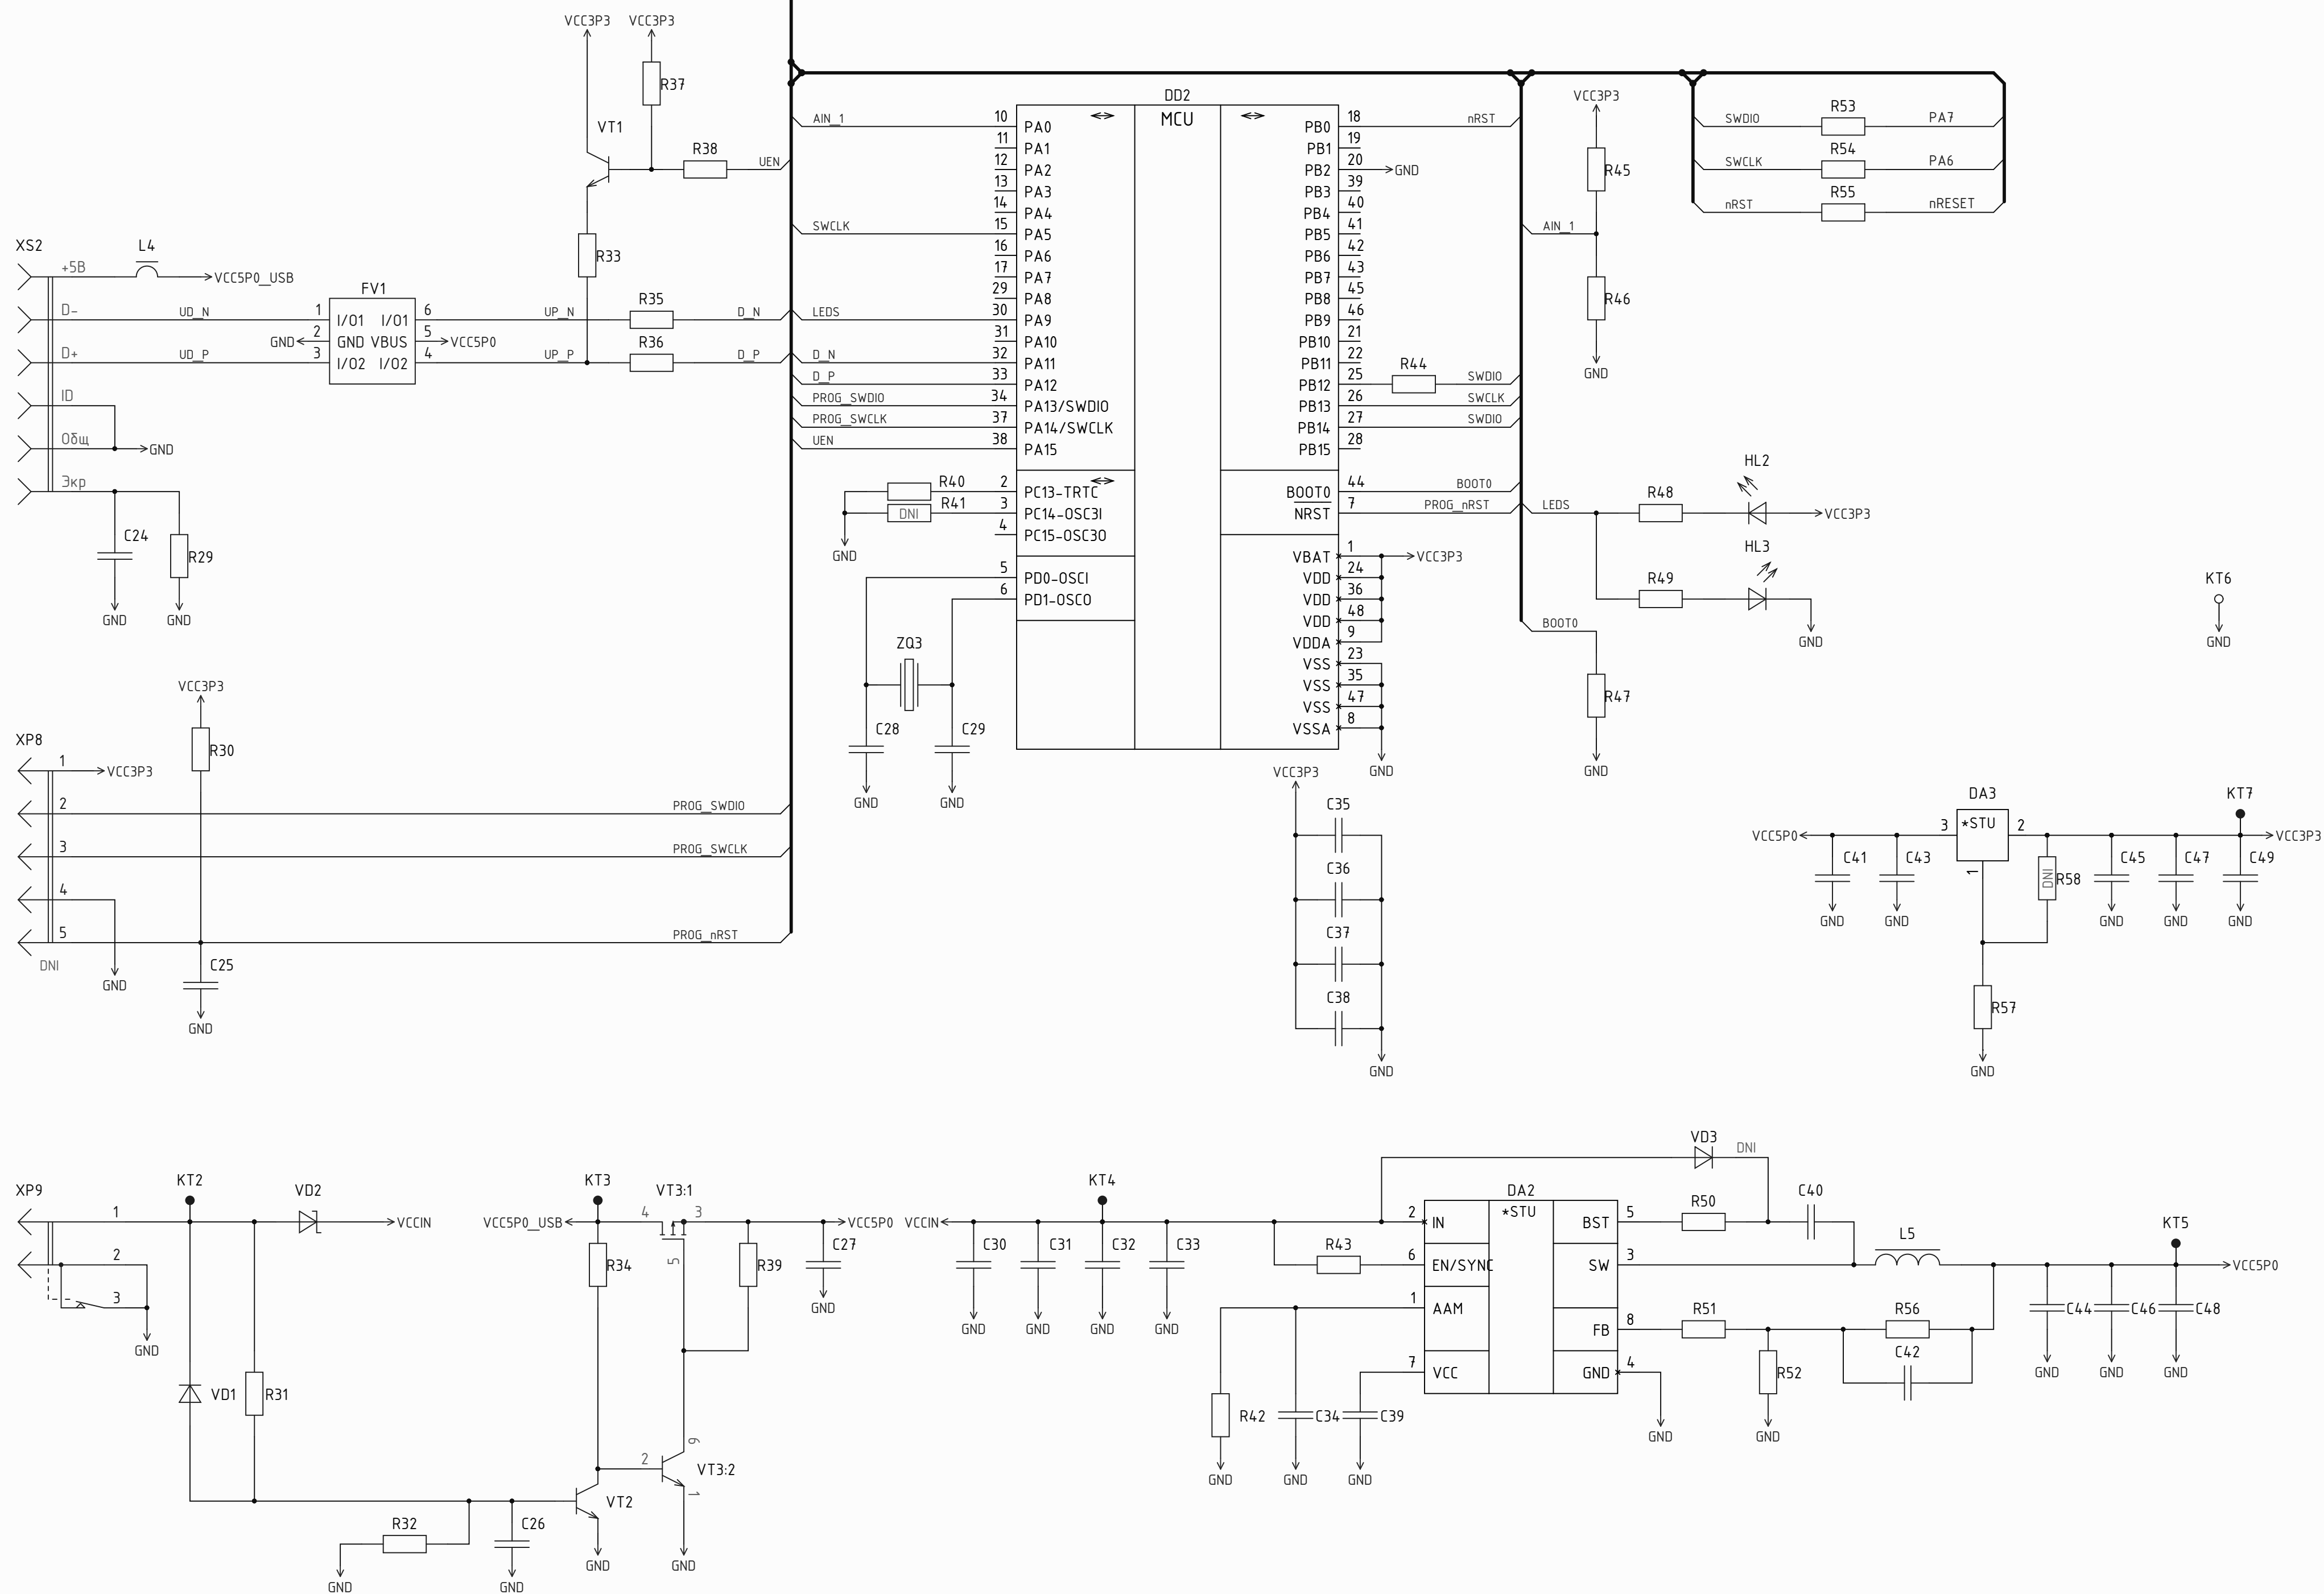 VCC3P3 VCC3P3
R37
VT1
R38 UEN
R33
XS2 L4
+5В VCC5P0_USB
FV1
D- UD_N 1 I/O1 I/O1 6 UP_N R35 D_N
GND 2 GND VBUS 5 VCC5P0
D+ UD_P 3 I/O2 I/O2 4 UP_P R36 D_P
ID
Общ GND
Экр
C24 R29
GND GND
DD2
MCU
AIN_1 10 PA0
11 PA1
12 PA2
13 PA3
14 PA4
SWCLK 15 PA5
16 PA6
17 PA7
29 PA8
LEDS 30 PA9
31 PA10
D_N 32 PA11
D_P 33 PA12
PROG_SWDIO 34 PA13/SWDIO
PROG_SWCLK 37 PA14/SWCLK
UEN 38 PA15
R40 2 PC13-TRTC
DNI R41 3 PC14-OSC3I
4 PC15-OSC3O
GND
5 PD0-OSCI
6 PD1-OSCO
ZQ3
C28 C29
GND GND
PB0 18 nRST
PB1 19
PB2 20 GND
PB3 39
PB4 40
PB5 41
PB6 42
PB7 43
PB8 45
PB9 46
PB10 21
PB11 22
PB12 25 R44 SWDIO
PB13 26 SWCLK
PB14 27 SWDIO
PB15 28
BOOT0 44 BOOT0
NRST 7 PROG_nRST
VBAT 1 VCC3P3
VDD 24
VDD 36
VDD 48
VDDA 9
VSS 23
VSS 35
VSS 47
VSSA 8
GND
VCC3P3
R45
AIN_1
R46
GND
SWDIO R53 PA7
SWCLK R54 PA6
nRST R55 nRESET
HL2
LEDS R48 VCC3P3
HL3
R49
GND
BOOT0
R47
GND
KT6
GND
XP8
VCC3P3
R30
1 VCC3P3
2 PROG_SWDIO
3 PROG_SWCLK
4
5 PROG_nRST
DNI
GND
C25
GND
VCC3P3
C35
C36
C37
C38
GND
DA3 KT7
VCC5P0 3 *STU 2 VCC3P3
C41 C43 1 DNI R58 C45 C47 C49
GND GND GND GND GND
R57
GND
XP9 KT2 VD2
1 VCCIN
2
3
GND
VD1 R31
R32 C26
GND GND
KT3 VT3:1
VCC5P0_USB 4 3 VCC5P0
R34 5 R39 C27
GND
6
2 VT3:2
1
VT2
GND GND
KT4
VCCIN
C30 C31 C32 C33
GND GND GND GND
VD3 DNI
DA2
*STU
2 IN BST 5 R50 C40
R43 6 EN/SYNC SW 3 L5 KT5 VCC5P0
1 AAM
FB 8 R51 R56
7 VCC GND 4
C42
R52
C44 C46 C48
GND GND GND
R42 C34 C39
GND GND GND
GND GND